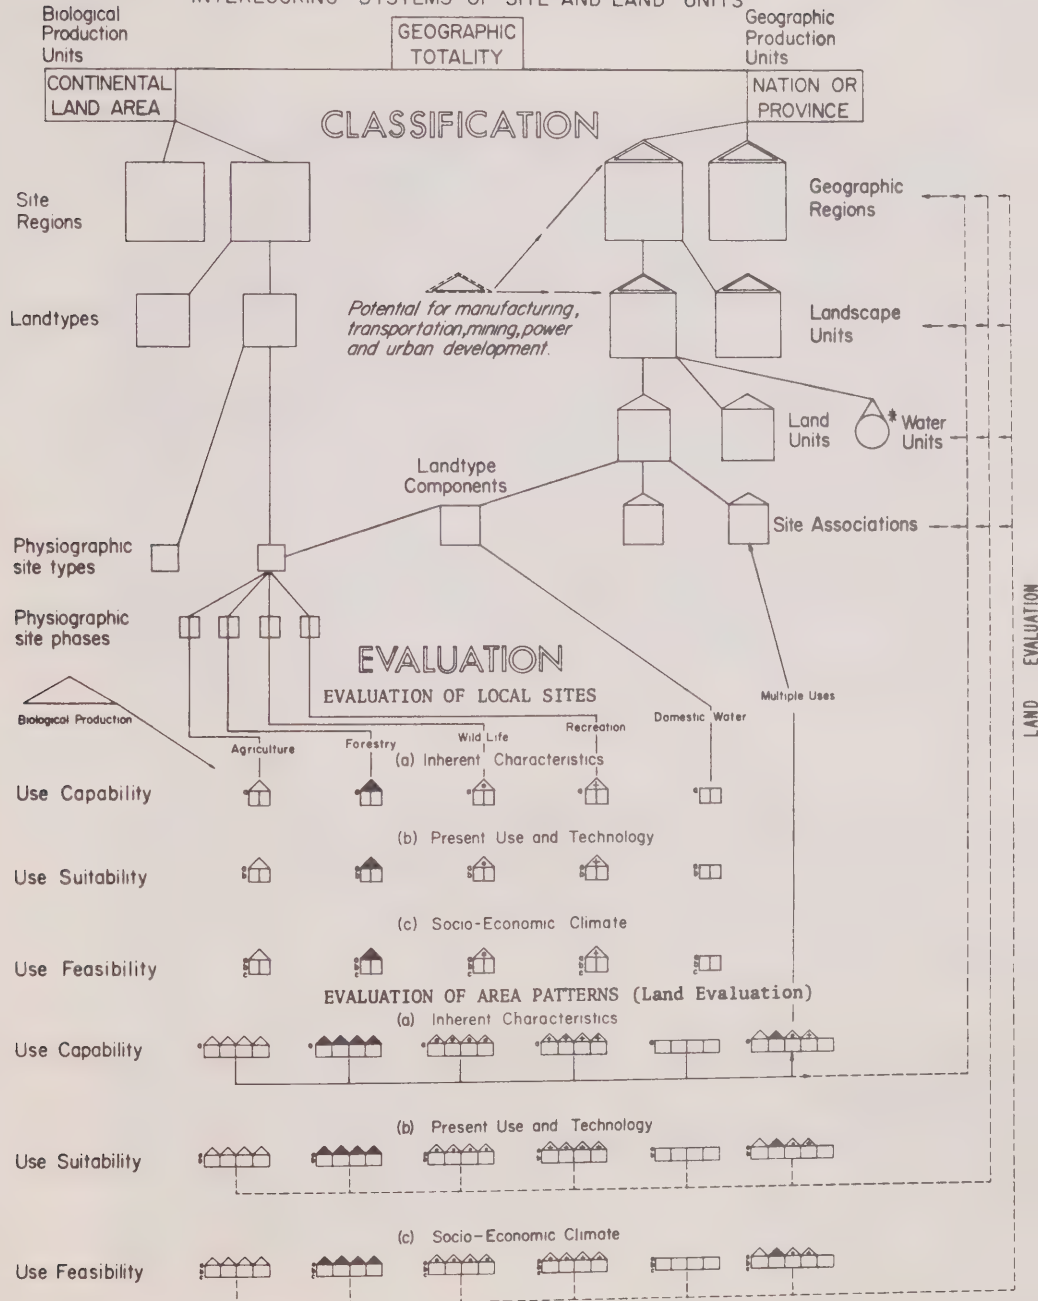 INTERLOCKING SYSTEMS OF SITE AND LAND UNITS
Biological
Production
Units
GEOGRAPHIC
TOTALITY
Geographic
Production
Units
CONTINENTAL
LAND AREA
NATION OR
PROVINCE
CLASSIFICATION
Site
Regions
Geographic
Regions
Landtypes
Potential for manufacturing,
transportation,mining,power
and urban development.
Landscape
Units
Land
Units
* Water
Units
Landtype
Components
Site Associations
Physiographic
site types
Physiographic
site phases
EVALUATION
EVALUATION OF LOCAL SITES
LAND EVALUATION
Biological Production
Multiple Uses
Agriculture
Forestry
Wild Life
Recreation
Domestic Water
(a) Inherent Characteristics
Use Capability
a
a
a
a
a
(b) Present Use and Technology
Use Suitability
a
b
a
b
a
b
a
b
a
b
(c) Socio-Economic Climate
Use Feasibility
a
b
c
a
b
c
a
b
c
a
b
c
a
b
c
EVALUATION OF AREA PATTERNS (Land Evaluation)
(a) Inherent Characteristics
Use Capability
a
a
a
a
a
a
(b) Present Use and Technology
Use Suitability
a
b
a
b
a
b
a
b
a
b
a
b
(c) Socio-Economic Climate
Use Feasibility
a
b
c
a
b
c
a
b
c
a
b
c
a
b
c
a
b
c